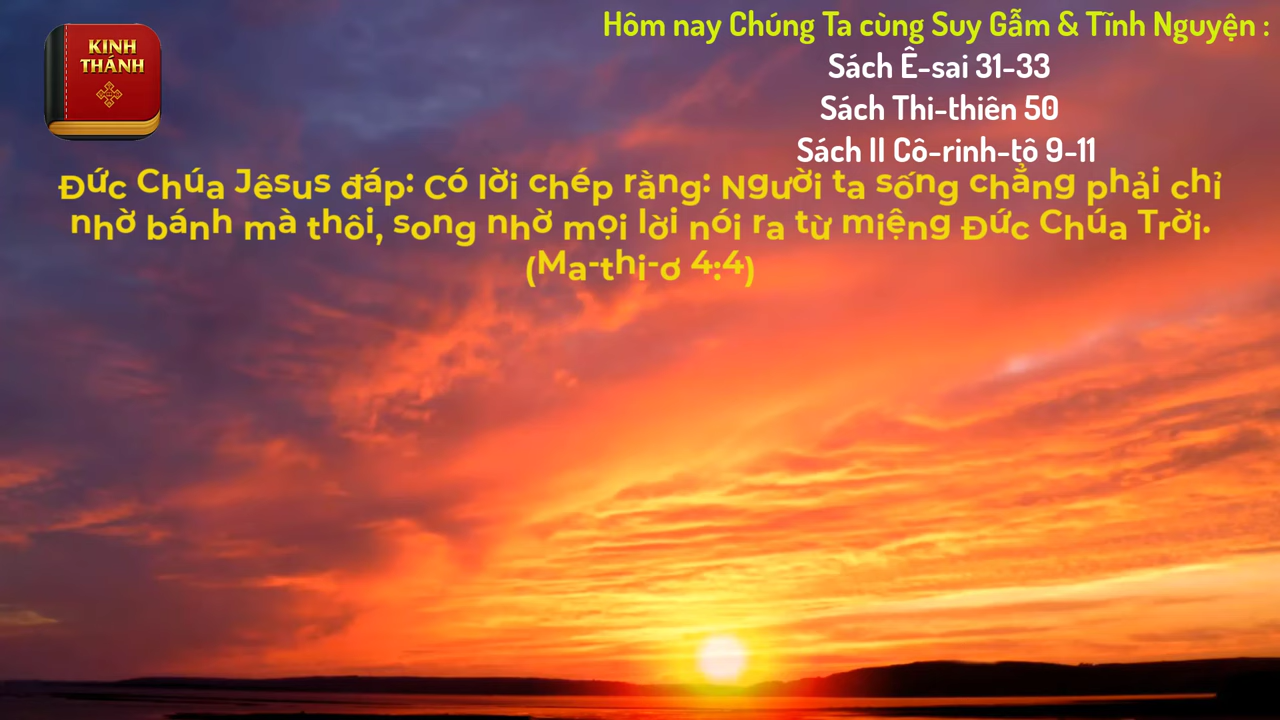 KINH
THÁNH
Hôm nay Chúng Ta cùng Suy Gẫm & Tĩnh Nguyện :
Sách Ê-sai 31-33
Sách Thi-thiên 50
Sách II Cô-rinh-tô 9-11
Đức Chúa Jêsus đáp: Có lời chép rằng: Người ta sống chẳng phải chỉ
nhờ bánh mà thôi, song nhờ mọi lời nói ra từ miệng Đức Chúa Trời.
(Ma-thi-ơ 4:4)